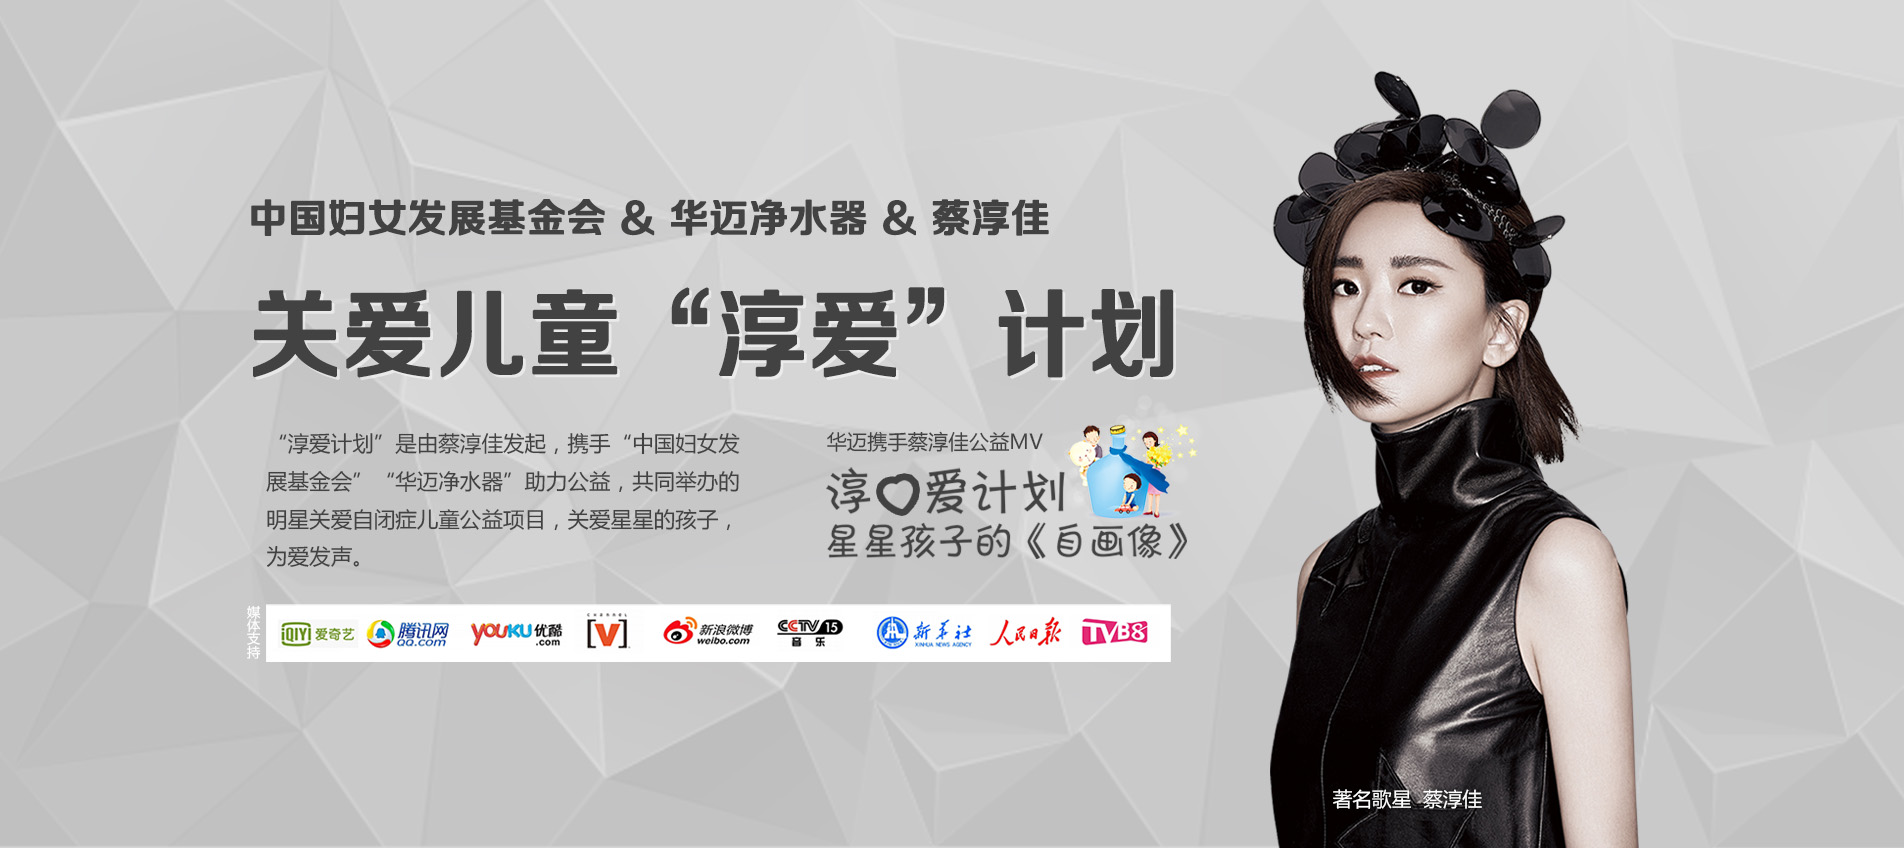 中国妇女发展基金会 & 华迈净水器 & 蔡淳佳
关爱儿童“淳爱”计划
“淳爱计划”是由蔡淳佳发起，携手“中国妇女发
展基金会”“华迈净水器”助力公益，共同举办的
明星关爱自闭症儿童公益项目，关爱星星的孩子，
为爱发声。
华迈携手蔡淳佳公益MV
淳爱计划
星星孩子的《自画像》
媒体支持
iQIYI 爱奇艺
腾讯网
QQ.com
YOUKU 优酷
.com
CHANNEL
[V]
新浪微博
weibo.com
CCTV 15
音乐
新华社
XINHUA NEWS AGENCY
人民日报
TVB8
著名歌星 蔡淳佳